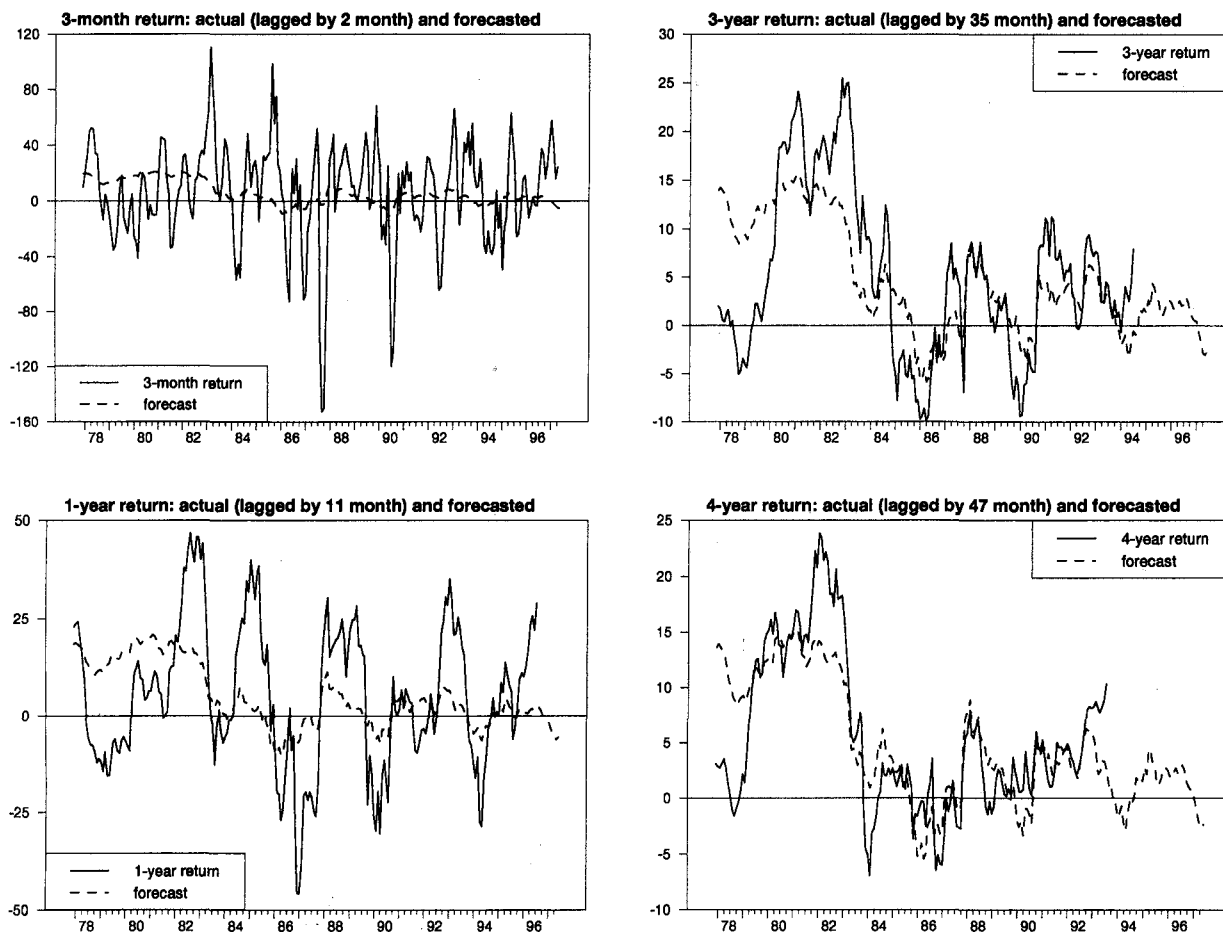 3-month return: actual (lagged by 2 month) and forecasted
120
80
40
0
-40
-80
-120
-160
3-month return
forecast
78 80 82 84 86 88 90 92 94 96
3-year return: actual (lagged by 35 month) and forecasted
30
25
20
15
10
5
0
-5
-10
3-year return
forecast
78 80 82 84 86 88 90 92 94 96
1-year return: actual (lagged by 11 month) and forecasted
50
25
0
-25
-50
1-year return
forecast
78 80 82 84 86 88 90 92 94 96
4-year return: actual (lagged by 47 month) and forecasted
25
20
15
10
5
0
-5
-10
4-year return
forecast
78 80 82 84 86 88 90 92 94 96